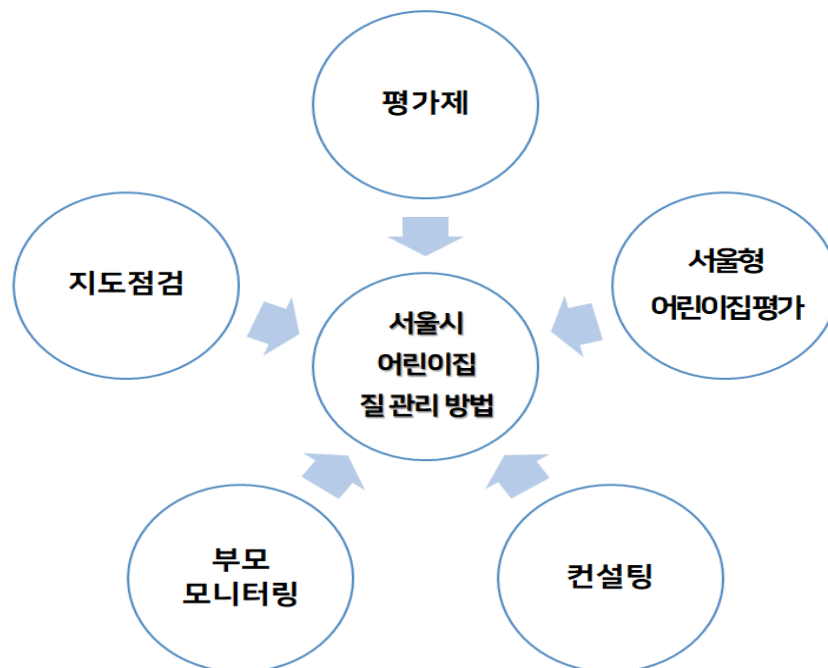 평가제
지도점검
서울형
어린이집평가
서울시
어린이집
질 관리 방법
부모
모니터링
컨설팅